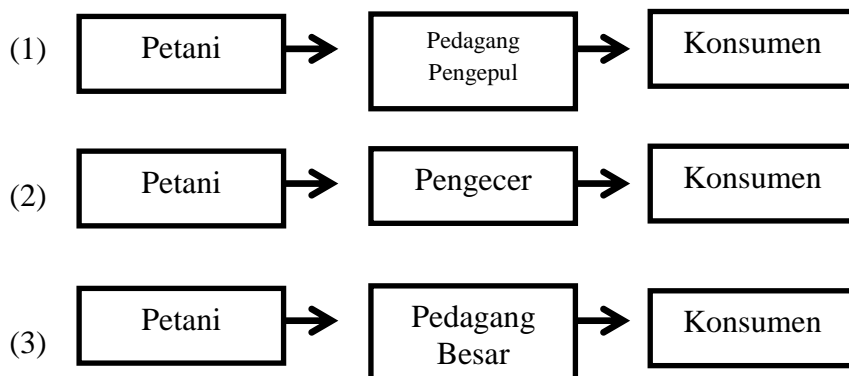 (1) Petani Pedagang Pengepul Konsumen
(2) Petani Pengecer Konsumen
(3) Petani Pedagang Besar Konsumen